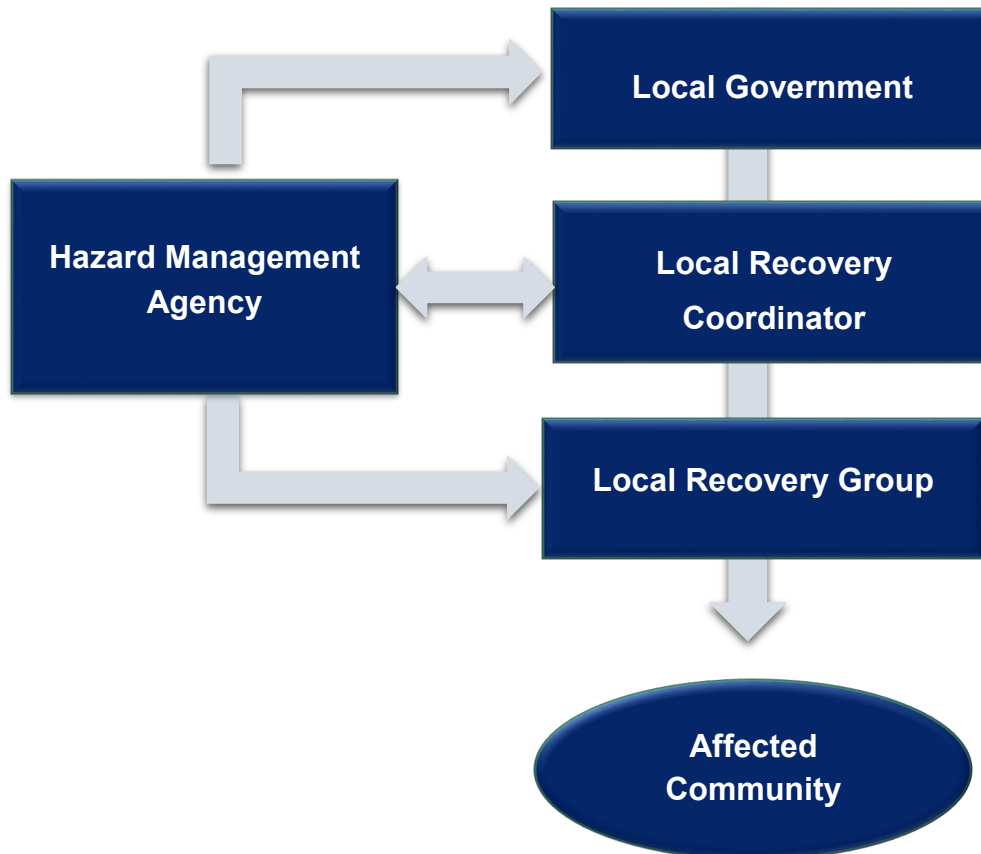 Local Government
Hazard Management
Agency
Local Recovery
Coordinator
Local Recovery Group
Affected
Community